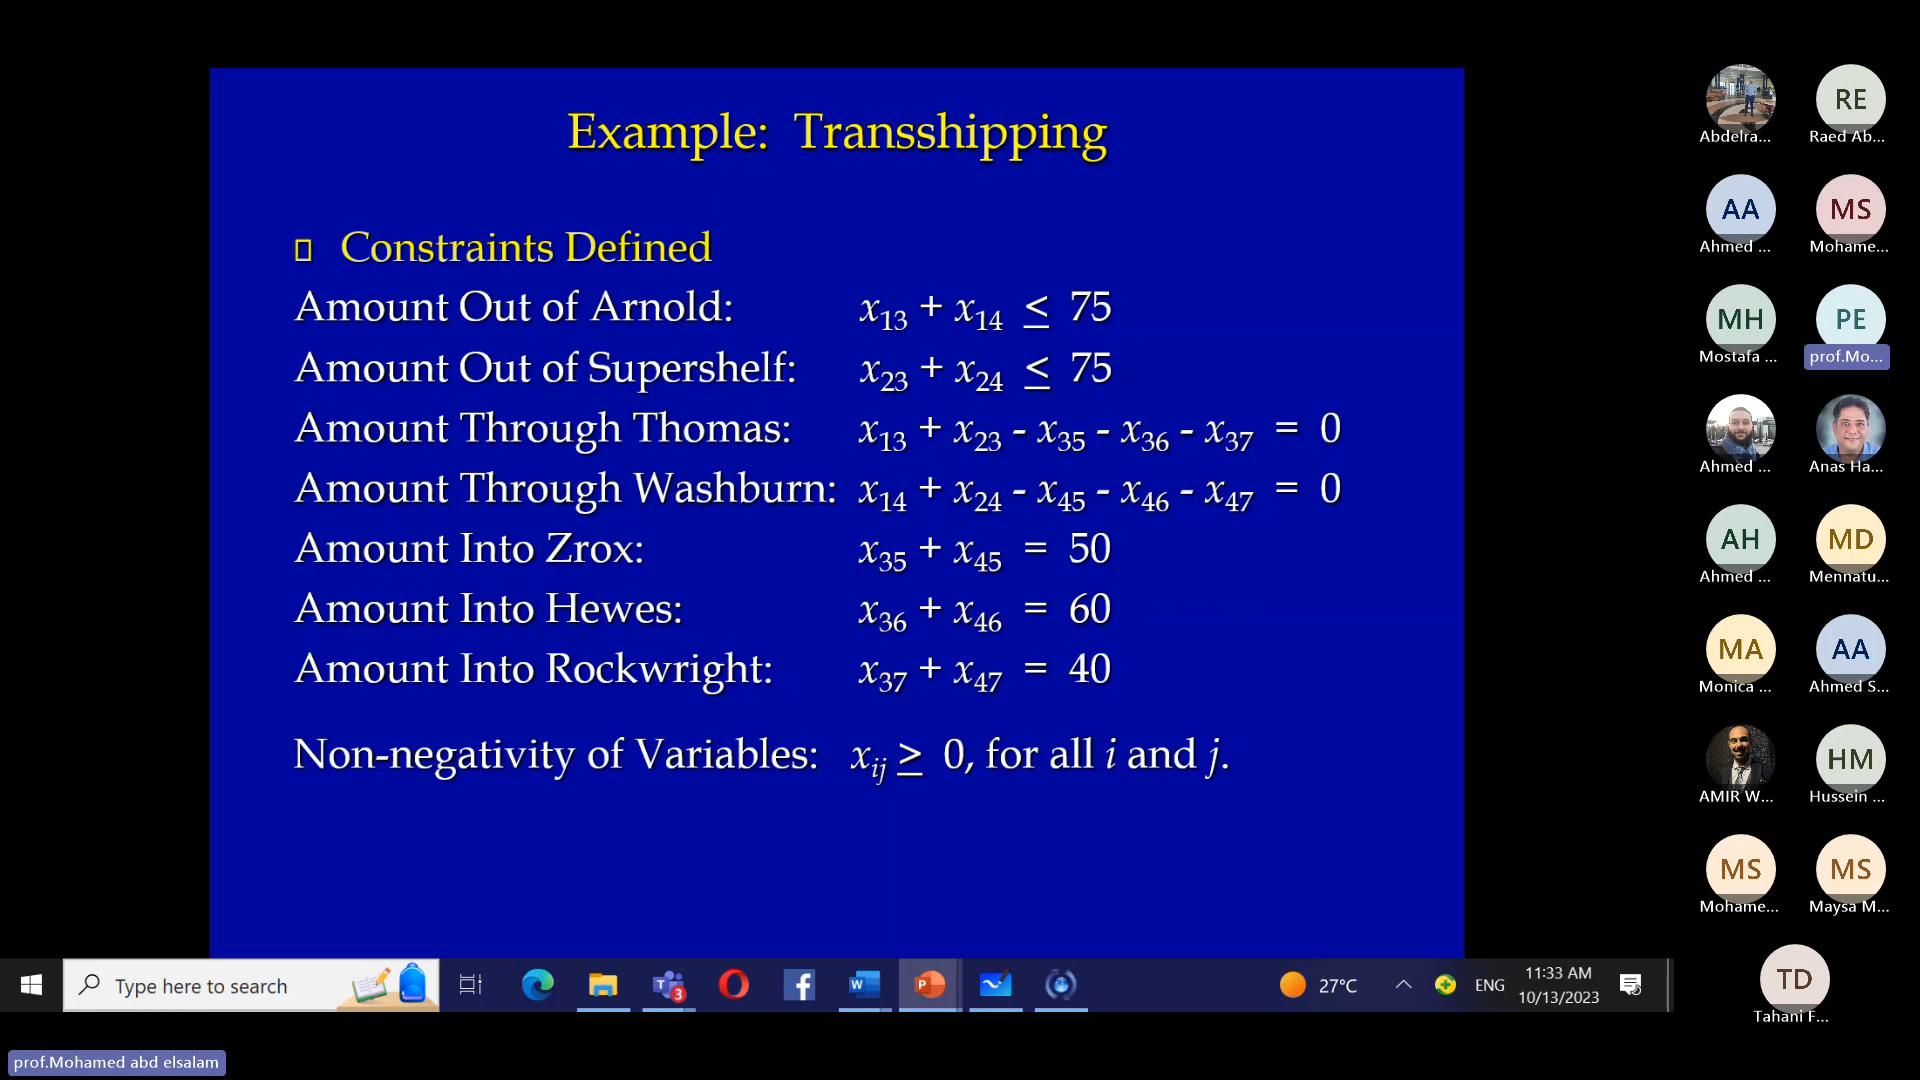 Example: Transshipping
Constraints Defined
Amount Out of Arnold: x13 + x14 ≤ 75
Amount Out of Supershelf: x23 + x24 ≤ 75
Amount Through Thomas: x13 + x23 - x35 - x36 - x37 = 0
Amount Through Washburn: x14 + x24 - x45 - x46 - x47 = 0
Amount Into Zrox: x35 + x45 = 50
Amount Into Hewes: x36 + x46 = 60
Amount Into Rockwright: x37 + x47 = 40
Non-negativity of Variables: xij ≥ 0, for all i and j.
RE
Abdelra... Raed Ab...
AA MS
Ahmed ... Mohame...
MH PE
Mostafa ... prof.Mo...
Ahmed ... Anas Ha...
AH MD
Ahmed ... Mennatu...
MA AA
Monica ... Ahmed S...
HM
AMIR W... Hussein ...
MS MS
Mohame... Maysa M...
TD
Tahani F...
Type here to search
3
W
P
27°C
ENG
11:33 AM
10/13/2023
prof.Mohamed abd elsalam